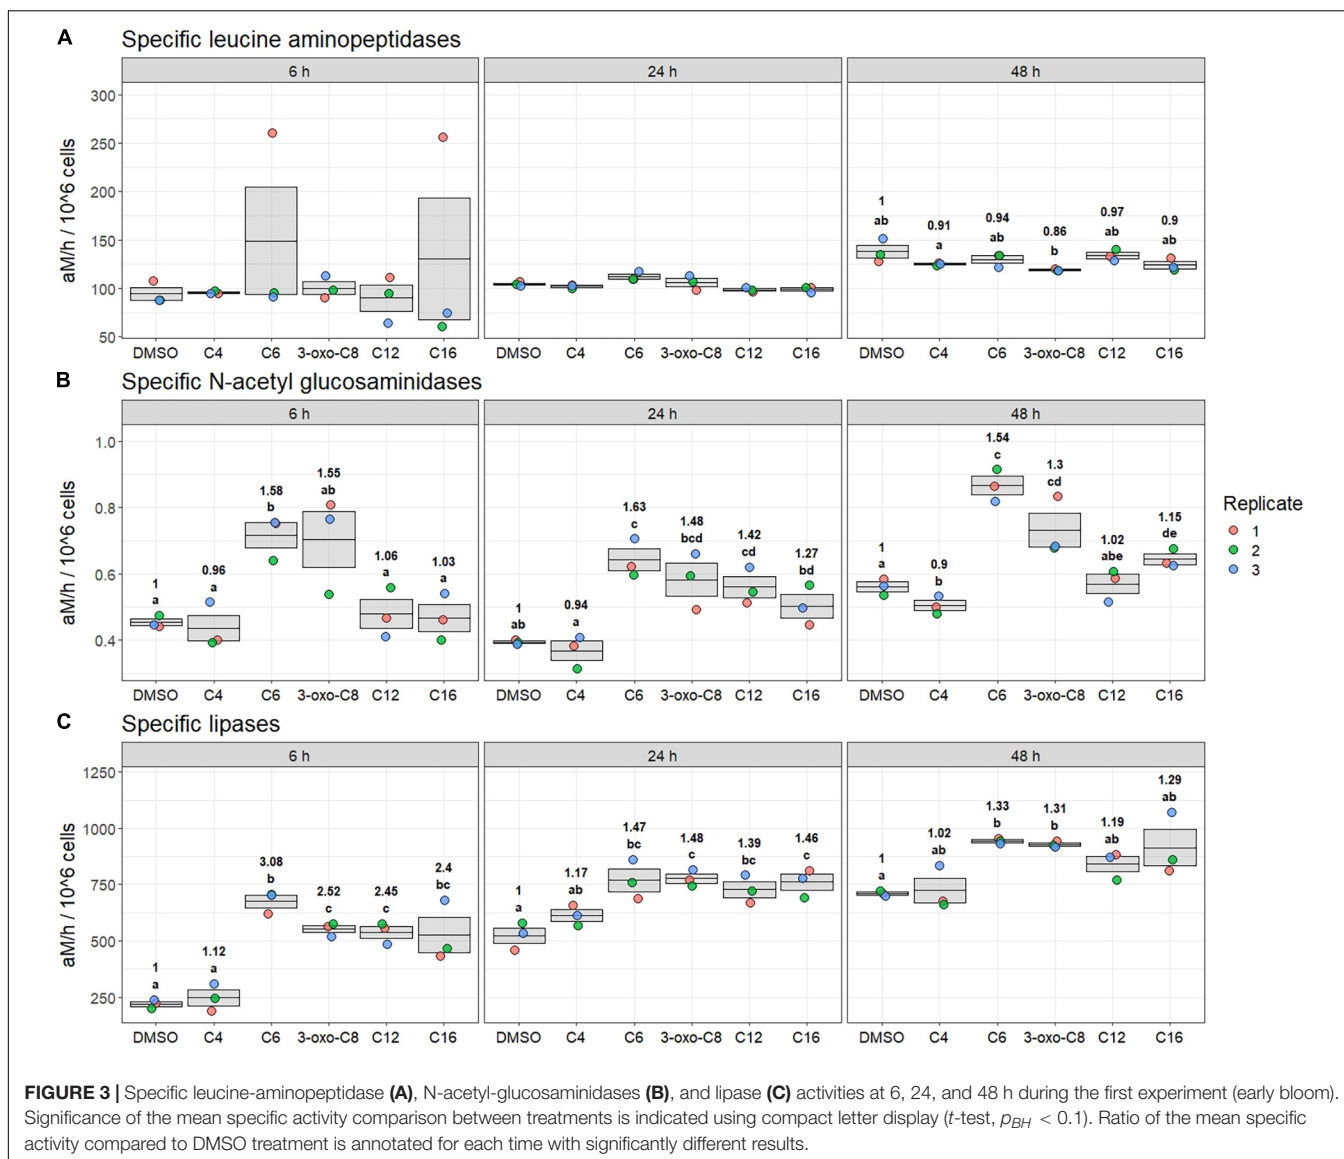 A Specific leucine aminopeptidases
6 h 24 h 48 h
aM/h / 10^6 cells
300
250
200
150
100
50
1 0.91 0.94 0.86 0.97 0.9
ab a ab b ab ab
DMSO C4 C6 3-oxo-C8 C12 C16 DMSO C4 C6 3-oxo-C8 C12 C16 DMSO C4 C6 3-oxo-C8 C12 C16
B Specific N-acetyl glucosaminidases
6 h 24 h 48 h
aM/h / 10^6 cells
1.0
0.8
0.6
0.4
1 0.96 1.58 1.55 1.06 1.03
a a b ab a a
1 0.94 1.63 1.48 1.42 1.27
ab a c bcd cd bd
1 0.9 1.54 1.3 1.02 1.15
a b c cd abe de
DMSO C4 C6 3-oxo-C8 C12 C16 DMSO C4 C6 3-oxo-C8 C12 C16 DMSO C4 C6 3-oxo-C8 C12 C16
Replicate
1
2
3
C Specific lipases
6 h 24 h 48 h
aM/h / 10^6 cells
1250
1000
750
500
250
1 1.12 3.08 2.52 2.45 2.4
a a b c c bc
1 1.17 1.47 1.48 1.39 1.46
a ab bc c bc c
1 1.02 1.33 1.31 1.19 1.29
a ab b b ab ab
DMSO C4 C6 3-oxo-C8 C12 C16 DMSO C4 C6 3-oxo-C8 C12 C16 DMSO C4 C6 3-oxo-C8 C12 C16
FIGURE 3 | Specific leucine-aminopeptidase (A), N-acetyl-glucosaminidases (B), and lipase (C) activities at 6, 24, and 48 h during the first experiment (early bloom).
Significance of the mean specific activity comparison between treatments is indicated using compact letter display (t-test, pBH < 0.1). Ratio of the mean specific
activity compared to DMSO treatment is annotated for each time with significantly different results.